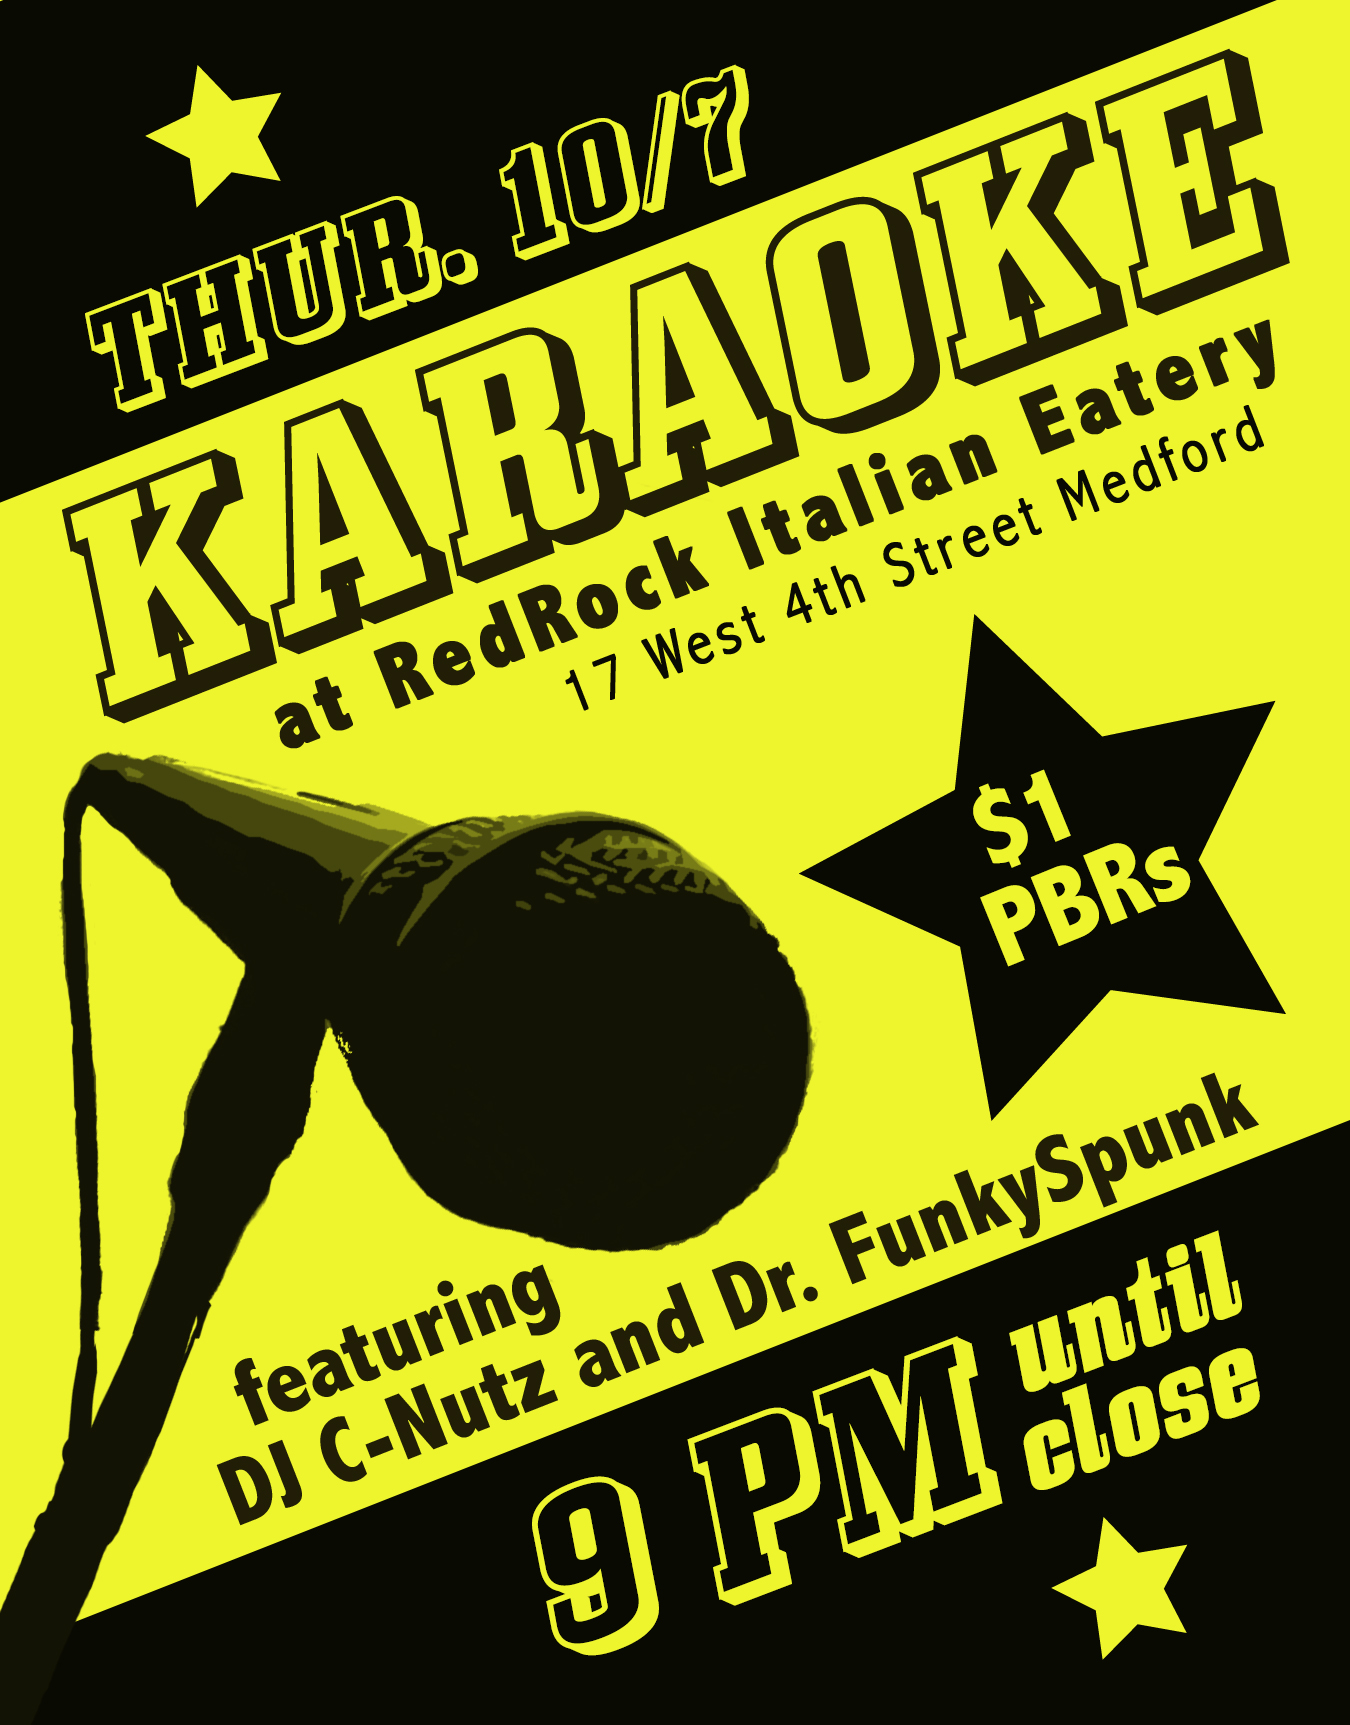 THUR. 10/7
KARAOKE
at RedRock Italian Eatery
17 West 4th Street Medford
$1
PBRs
featuring
DJ C-Nutz and Dr. FunkySpunk
9 PM until
close